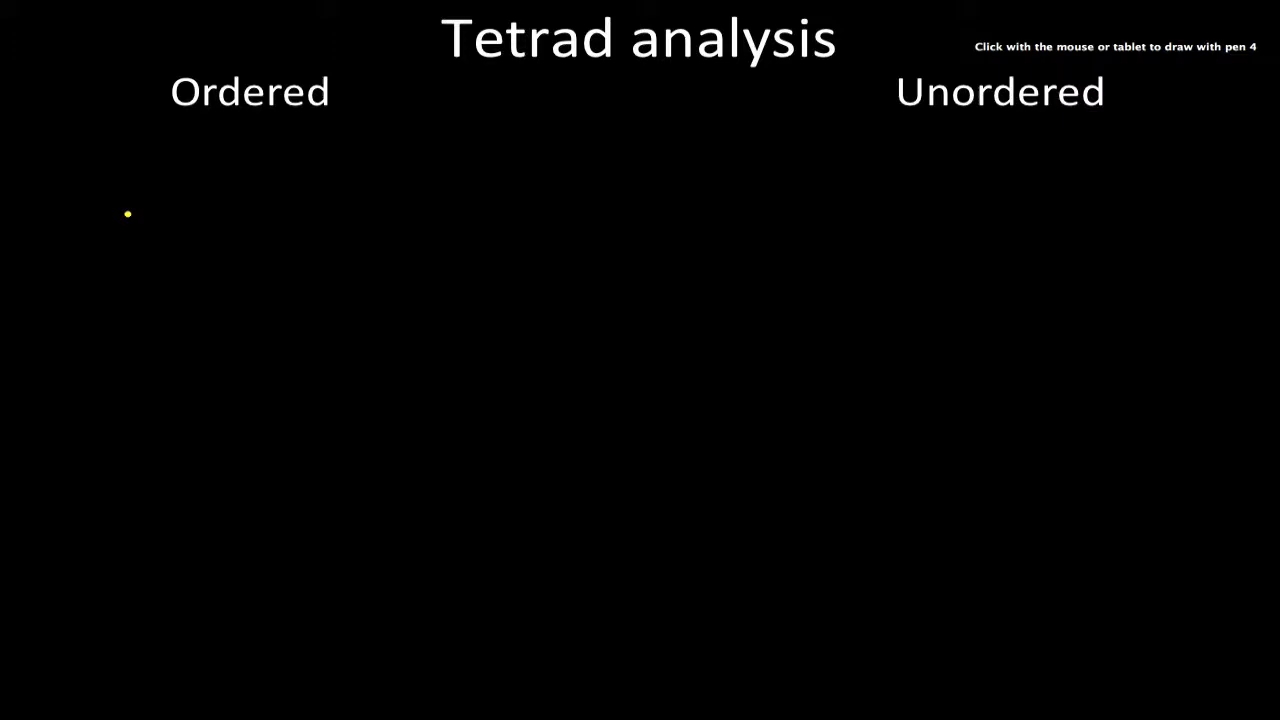 Tetrad analysis
Click with the mouse or tablet to draw with pen 4
Ordered
Unordered